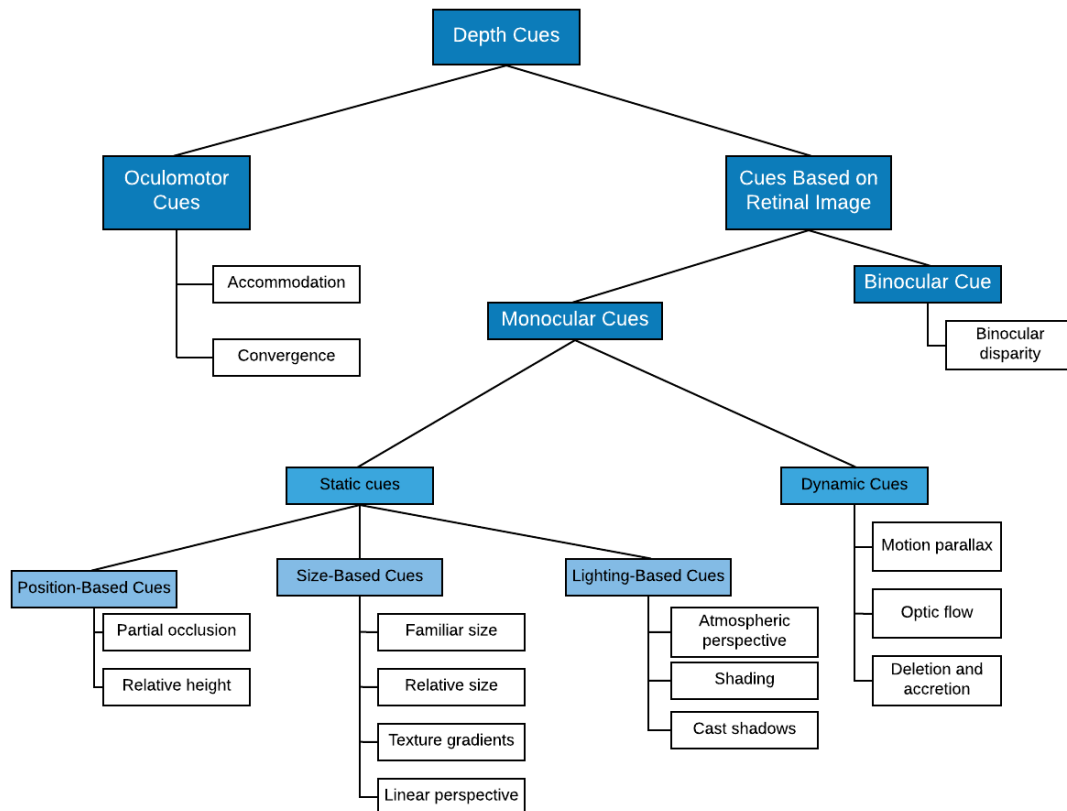 Depth Cues
Oculomotor
Cues
Cues Based on
Retinal Image
Accommodation
Convergence
Binocular Cue
Binocular
disparity
Monocular Cues
Static cues
Dynamic Cues
Position-Based Cues
Partial occlusion
Relative height
Size-Based Cues
Familiar size
Relative size
Texture gradients
Linear perspective
Lighting-Based Cues
Atmospheric
perspective
Shading
Cast shadows
Motion parallax
Optic flow
Deletion and
accretion